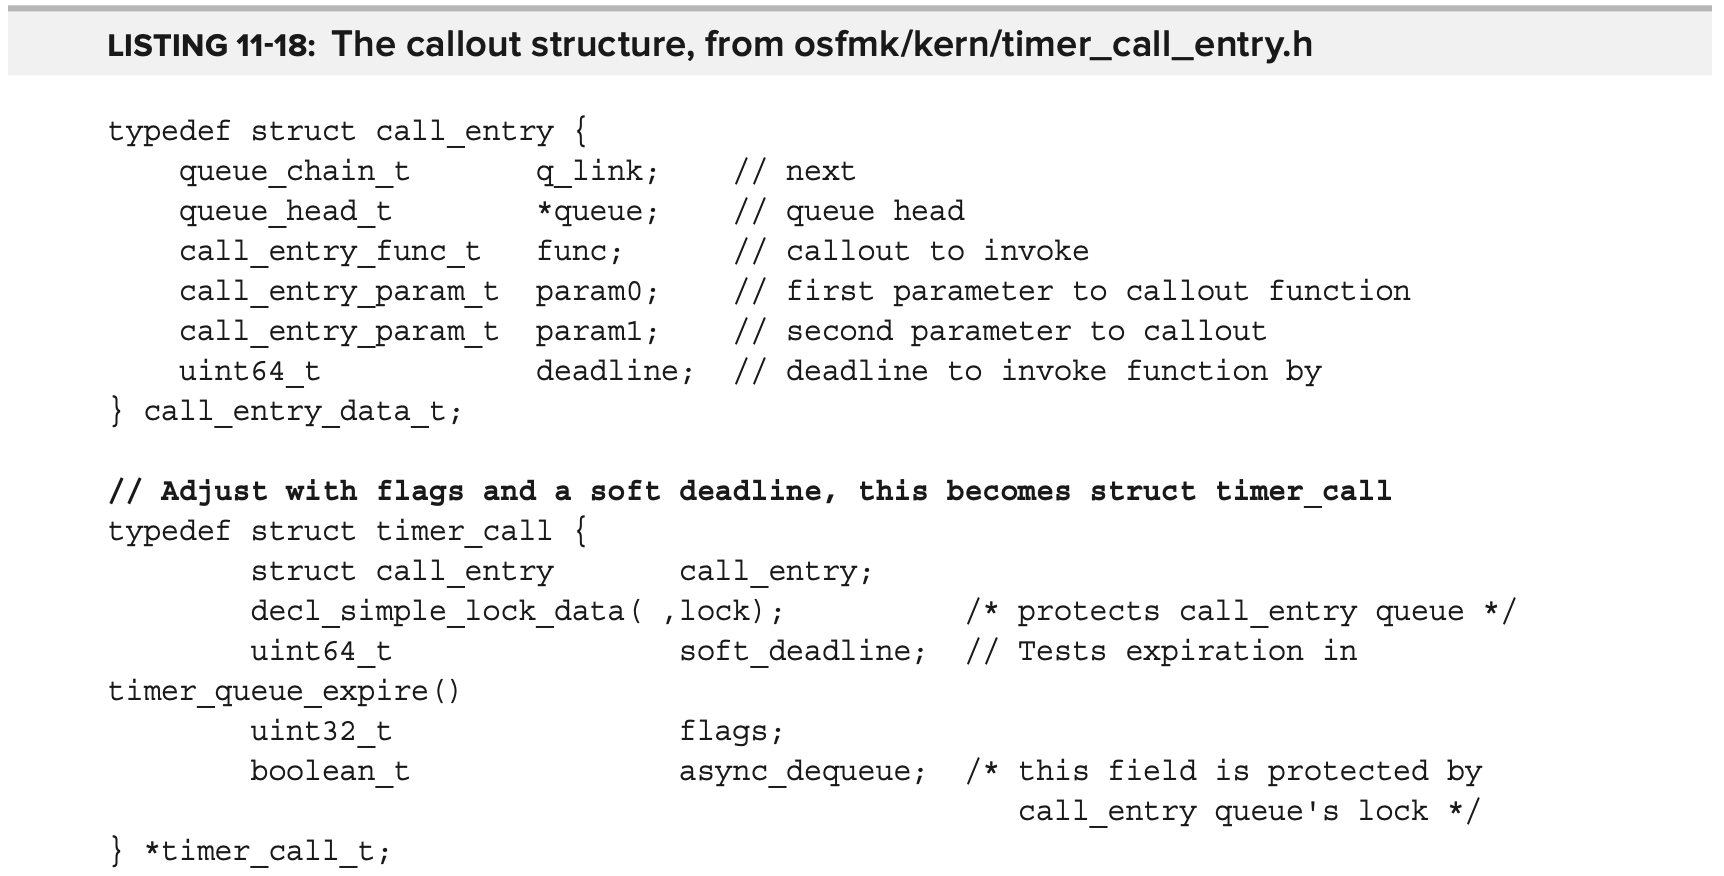 LISTING 11-18: The callout structure, from osfmk/kern/timer_call_entry.h
typedef struct call_entry {
    queue_chain_t       q_link;    // next
    queue_head_t        *queue;    // queue head
    call_entry_func_t   func;      // callout to invoke
    call_entry_param_t  param0;    // first parameter to callout function
    call_entry_param_t  param1;    // second parameter to callout
    uint64_t            deadline;  // deadline to invoke function by
} call_entry_data_t;
// Adjust with flags and a soft deadline, this becomes struct timer_call
typedef struct timer_call {
        struct call_entry       call_entry;
        decl_simple_lock_data( ,lock);          /* protects call_entry queue */
        uint64_t                soft_deadline;  // Tests expiration in
timer_queue_expire()
        uint32_t                flags;
        boolean_t               async_dequeue;  /* this field is protected by
                                                   call_entry queue's lock */
} *timer_call_t;